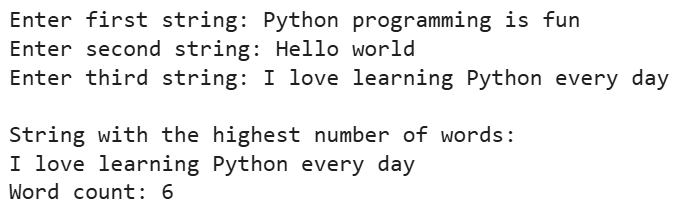 Enter first string: Python programming is fun
Enter second string: Hello world
Enter third string: I love learning Python every day
String with the highest number of words:
I love learning Python every day
Word count: 6